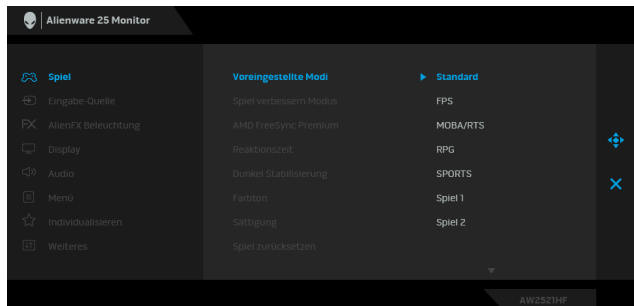 Alienware 25 Monitor
Spiel
Eingabe-Quelle
AlienFX Beleuchtung
Display
Audio
Menü
Individualisieren
Weiteres
Voreingestellte Modi
Spiel verbessern Modus
AMD FreeSync Premium
Reaktionszeit
Dunkel Stabilisierung
Farbton
Sättigung
Spiel zurücksetzen
Standard
FPS
MOBA/RTS
RPG
SPORTS
Spiel 1
Spiel 2
AW2521HF